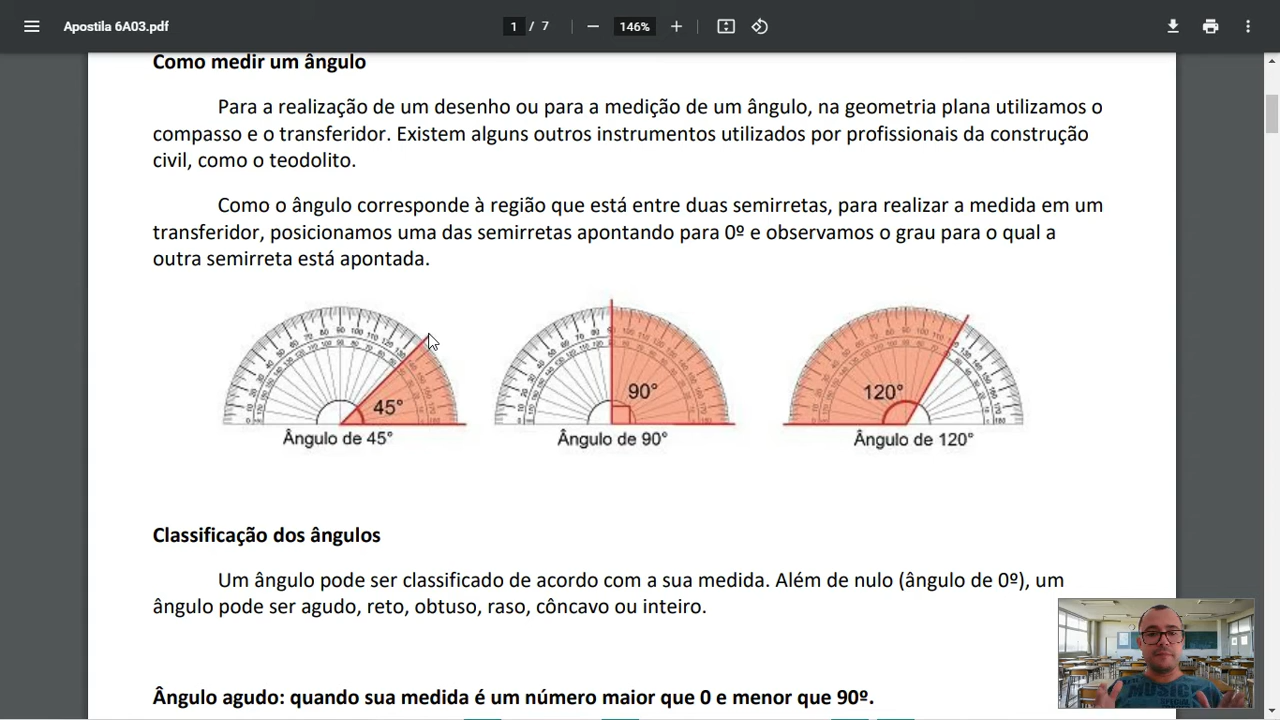 Apostila 6A03.pdf
1 / 7
146%
Como medir um ângulo
Para a realização de um desenho ou para a medição de um ângulo, na geometria plana utilizamos o
compasso e o transferidor. Existem alguns outros instrumentos utilizados por profissionais da construção
civil, como o teodolito.
Como o ângulo corresponde à região que está entre duas semirretas, para realizar a medida em um
transferidor, posicionamos uma das semirretas apontando para 0º e observamos o grau para o qual a
outra semirreta está apontada.
45°
90°
120°
Ângulo de 45°
Ângulo de 90°
Ângulo de 120°
Classificação dos ângulos
Um ângulo pode ser classificado de acordo com a sua medida. Além de nulo (ângulo de 0º), um
ângulo pode ser agudo, reto, obtuso, raso, côncavo ou inteiro.
MUSIC
Ângulo agudo: quando sua medida é um número maior que 0 e menor que 90º.